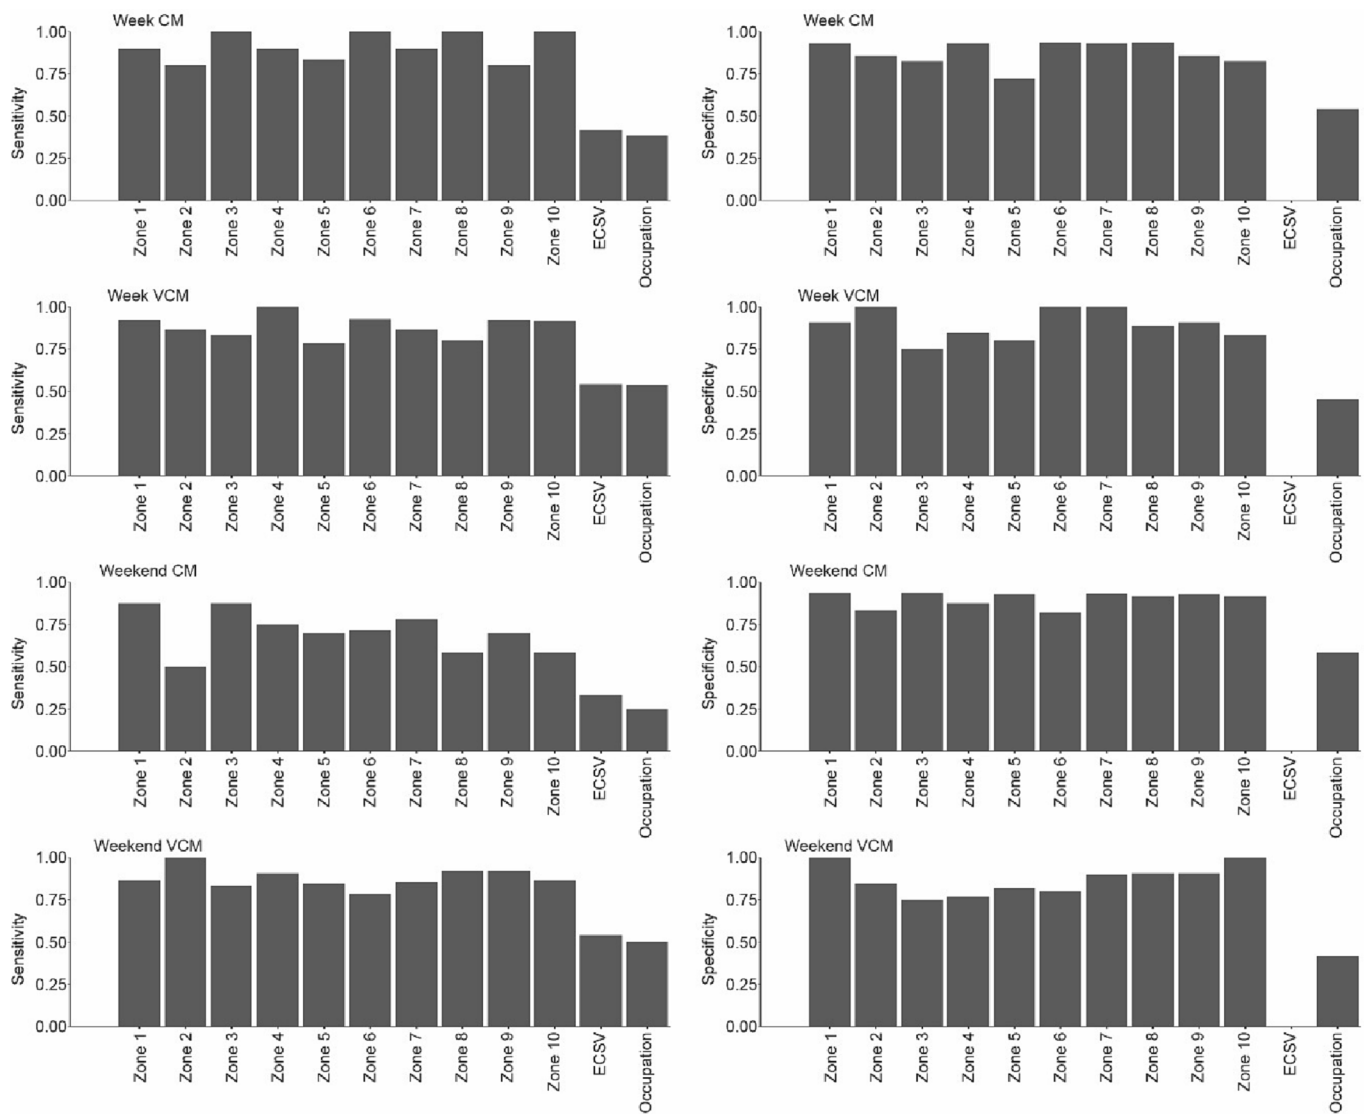 Week CM
1.00
0.75
0.50
0.25
0.00
Sensitivity
Zone 1
Zone 2
Zone 3
Zone 4
Zone 5
Zone 6
Zone 7
Zone 8
Zone 9
Zone 10
ECSV
Occupation
Week CM
1.00
0.75
0.50
0.25
0.00
Specificity
Zone 1
Zone 2
Zone 3
Zone 4
Zone 5
Zone 6
Zone 7
Zone 8
Zone 9
Zone 10
ECSV
Occupation
Week VCM
1.00
0.75
0.50
0.25
0.00
Sensitivity
Zone 1
Zone 2
Zone 3
Zone 4
Zone 5
Zone 6
Zone 7
Zone 8
Zone 9
Zone 10
ECSV
Occupation
Week VCM
1.00
0.75
0.50
0.25
0.00
Specificity
Zone 1
Zone 2
Zone 3
Zone 4
Zone 5
Zone 6
Zone 7
Zone 8
Zone 9
Zone 10
ECSV
Occupation
Weekend CM
1.00
0.75
0.50
0.25
0.00
Sensitivity
Zone 1
Zone 2
Zone 3
Zone 4
Zone 5
Zone 6
Zone 7
Zone 8
Zone 9
Zone 10
ECSV
Occupation
Weekend CM
1.00
0.75
0.50
0.25
0.00
Specificity
Zone 1
Zone 2
Zone 3
Zone 4
Zone 5
Zone 6
Zone 7
Zone 8
Zone 9
Zone 10
ECSV
Occupation
Weekend VCM
1.00
0.75
0.50
0.25
0.00
Sensitivity
Zone 1
Zone 2
Zone 3
Zone 4
Zone 5
Zone 6
Zone 7
Zone 8
Zone 9
Zone 10
ECSV
Occupation
Weekend VCM
1.00
0.75
0.50
0.25
0.00
Specificity
Zone 1
Zone 2
Zone 3
Zone 4
Zone 5
Zone 6
Zone 7
Zone 8
Zone 9
Zone 10
ECSV
Occupation